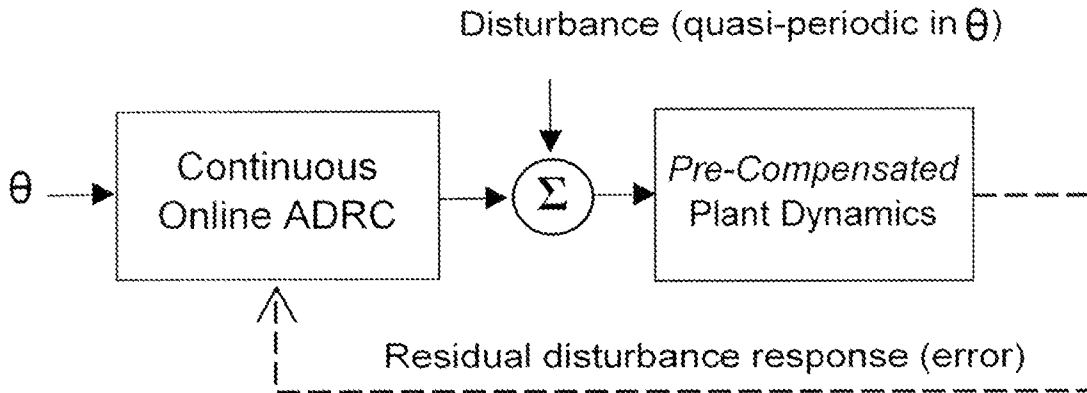 Disturbance (quasi-periodic in θ)
θ
Continuous
Online ADRC
Σ
Pre-Compensated
Plant Dynamics
Residual disturbance response (error)